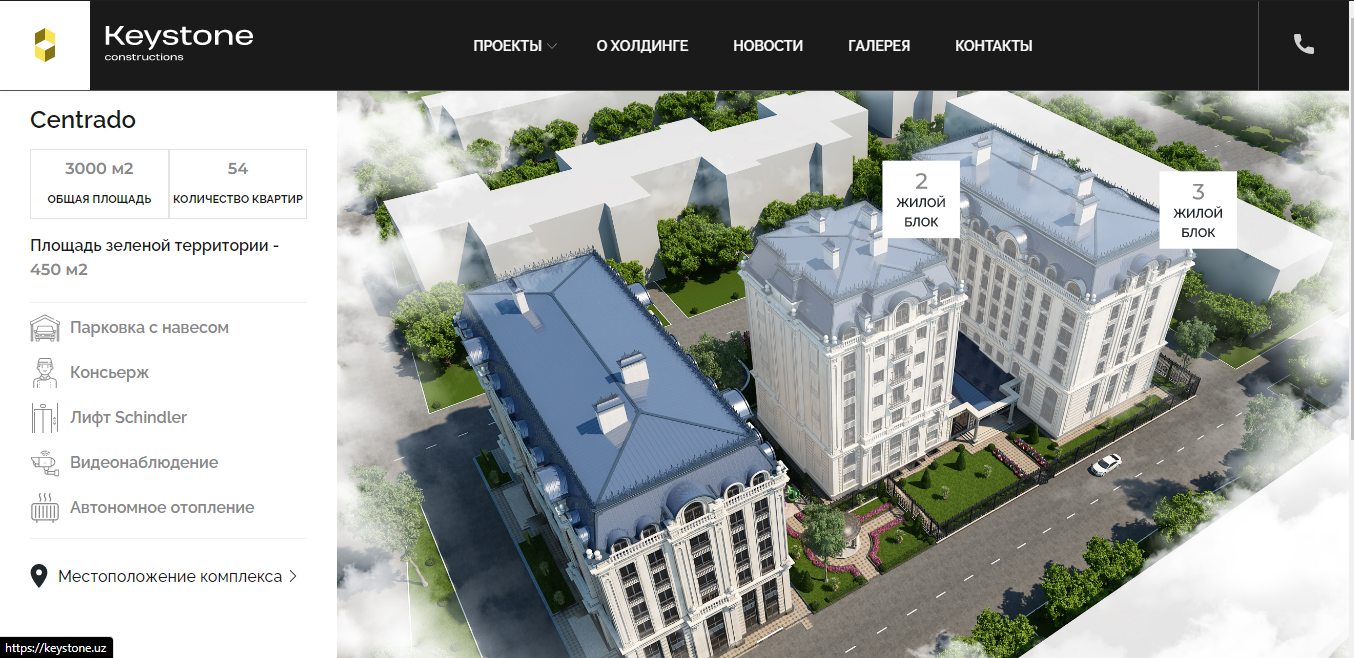 Keystone
constructions
ПРОЕКТЫ
О ХОЛДИНГЕ
НОВОСТИ
ГАЛЕРЕЯ
КОНТАКТЫ
Centrado
3000 м2
ОБЩАЯ ПЛОЩАДЬ
54
КОЛИЧЕСТВО КВАРТИР
Площадь зеленой территории -
450 м2
Парковка с навесом
Консьерж
Лифт Schindler
Видеонаблюдение
Автономное отопление
Местоположение комплекса
2
ЖИЛОЙ
БЛОК
3
ЖИЛОЙ
БЛОК
https://keystone.uz